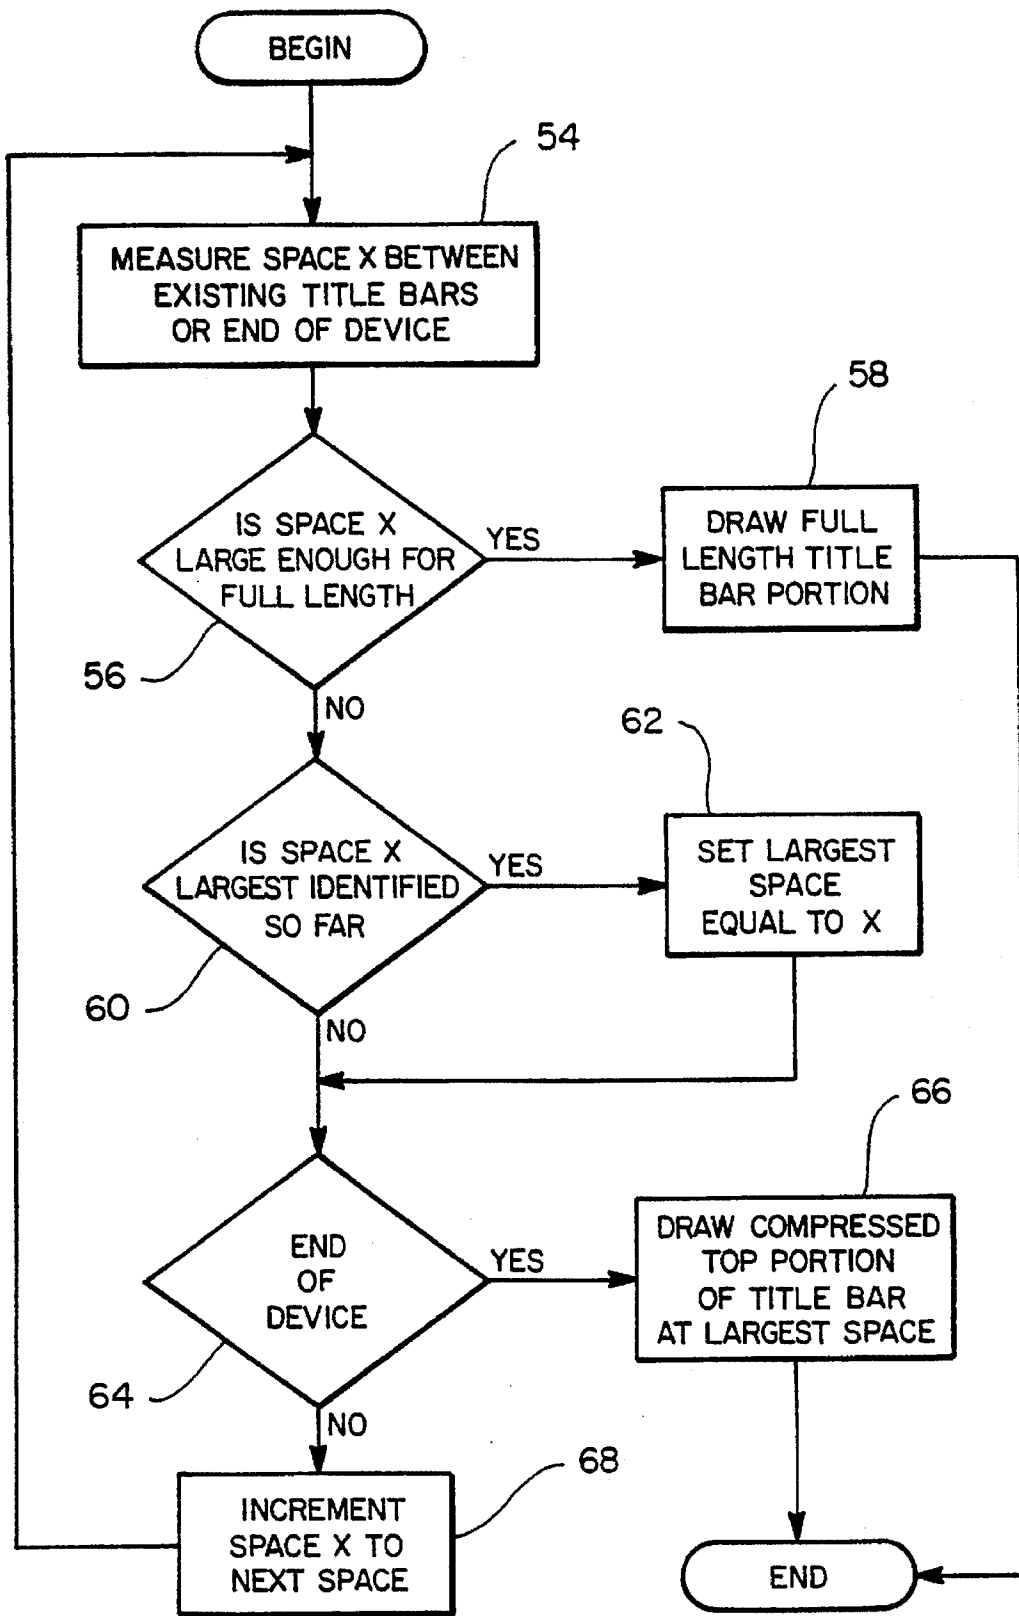 BEGIN
54
MEASURE SPACE X BETWEEN
EXISTING TITLE BARS
OR END OF DEVICE
58
IS SPACE X
LARGE ENOUGH FOR
FULL LENGTH
YES
DRAW FULL
LENGTH TITLE
BAR PORTION
56
NO
62
IS SPACE X
LARGEST IDENTIFIED
SO FAR
YES
SET LARGEST
SPACE
EQUAL TO X
60
NO
66
END
OF
DEVICE
YES
DRAW COMPRESSED
TOP PORTION
OF TITLE BAR
AT LARGEST SPACE
64
NO
68
INCREMENT
SPACE X TO
NEXT SPACE
END